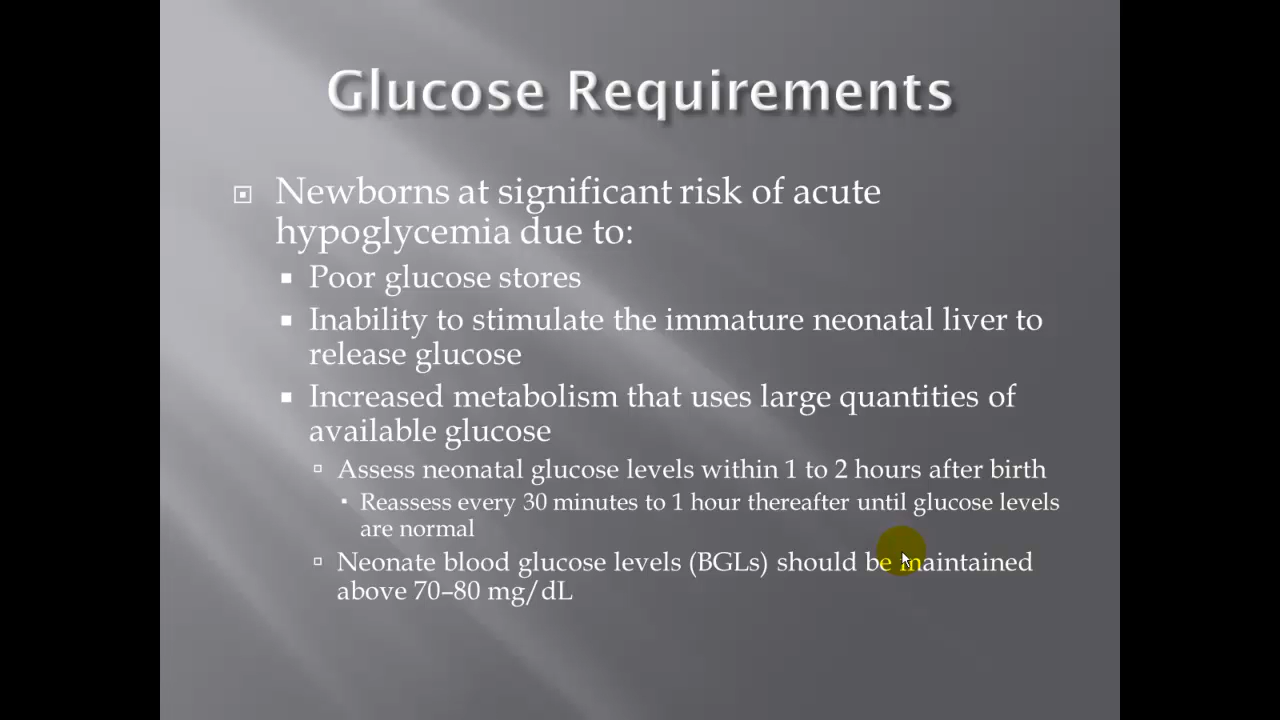 Glucose Requirements
Newborns at significant risk of acute
hypoglycemia due to:
Poor glucose stores
Inability to stimulate the immature neonatal liver to
release glucose
Increased metabolism that uses large quantities of
available glucose
Assess neonatal glucose levels within 1 to 2 hours after birth
Reassess every 30 minutes to 1 hour thereafter until glucose levels
are normal
Neonate blood glucose levels (BGLs) should be maintained
above 70–80 mg/dL